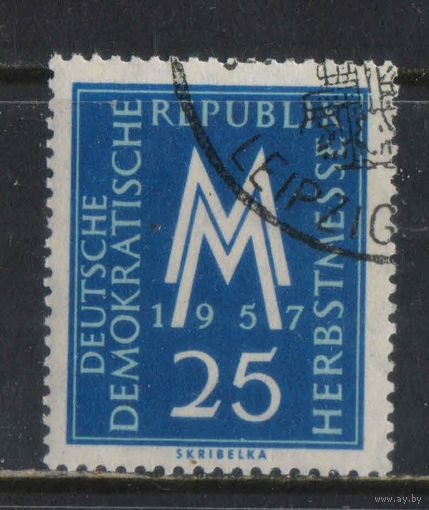 DEUTSCHE
DEMOKRATISCHE
REPUBLIK
HERBSTMESSE
MM
1957
25
SKRIBELKA
LEIPZIG
www.ay.by